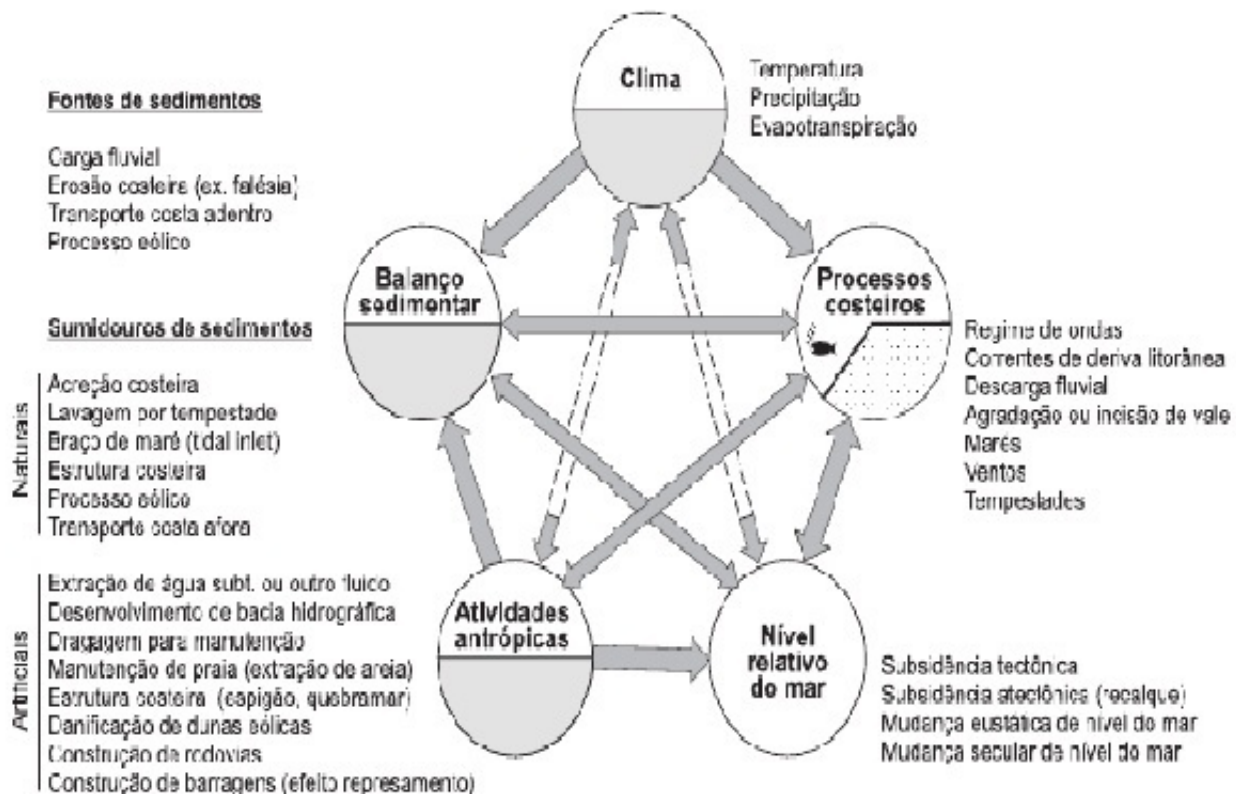 Clima
Temperatura
Precipitação
Evapotranspiração
Fontes de sedimentos
Carga fluvial
Erosão costeira (ex. falésia)
Transporte costa adentro
Processo eólico
Balanço
sedimentar
Processos
costeiros
Sumidouros de sedimentos
Naturais
Acreção costeira
Lavagem por tempestade
Braço de maré (tidal inlet)
Estrutura costeira
Processo eólico
Transporte costa afora
Regime de ondas
Correntes de deriva litorânea
Descarga fluvial
Agradação ou incisão de vale
Marés
Ventos
Tempestades
Artificiais
Extração de água subt. ou outro fluido
Desenvolvimento de bacia hidrográfica
Dragagem para manutenção
Manutenção de praia (extração de areia)
Estrutura costeira (espigão, quebramar)
Danificação de dunas eólicas
Construção de rodovias
Construção de barragens (efeito represamento)
Atividades
antrópicas
Nível
relativo
do mar
Subsidência tectônica
Subsidência atectônica (recalque)
Mudança eustática de nível do mar
Mudança secular de nível do mar